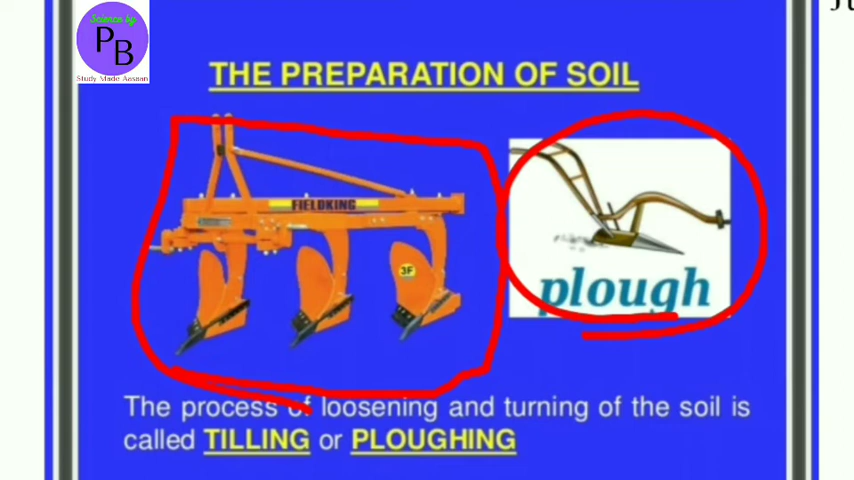 Science by
PB
Study Made Aasaan
THE PREPARATION OF SOIL
FIELDKING
3F
plough
The process of loosening and turning of the soil is
called TILLING or PLOUGHING